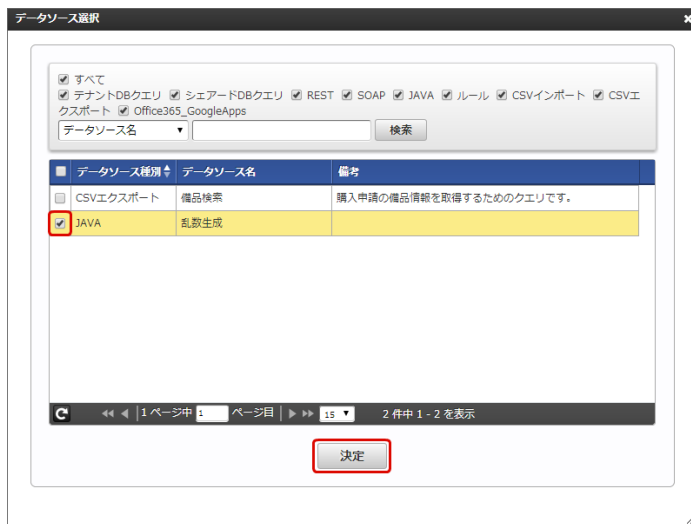 データソース選択
すべて
テナントDBクエリ シェアードDBクエリ REST SOAP JAVA ルール CSVインポート CSVエ
クスポート Office365_GoogleApps
データソース名 検索
データソース種別 データソース名 備考
CSVエクスポート 備品検索 購入申請の備品情報を取得するためのクエリです。
JAVA 乱数生成
1 ページ中 1 ページ目 15 2 件中 1 - 2 を表示
決定